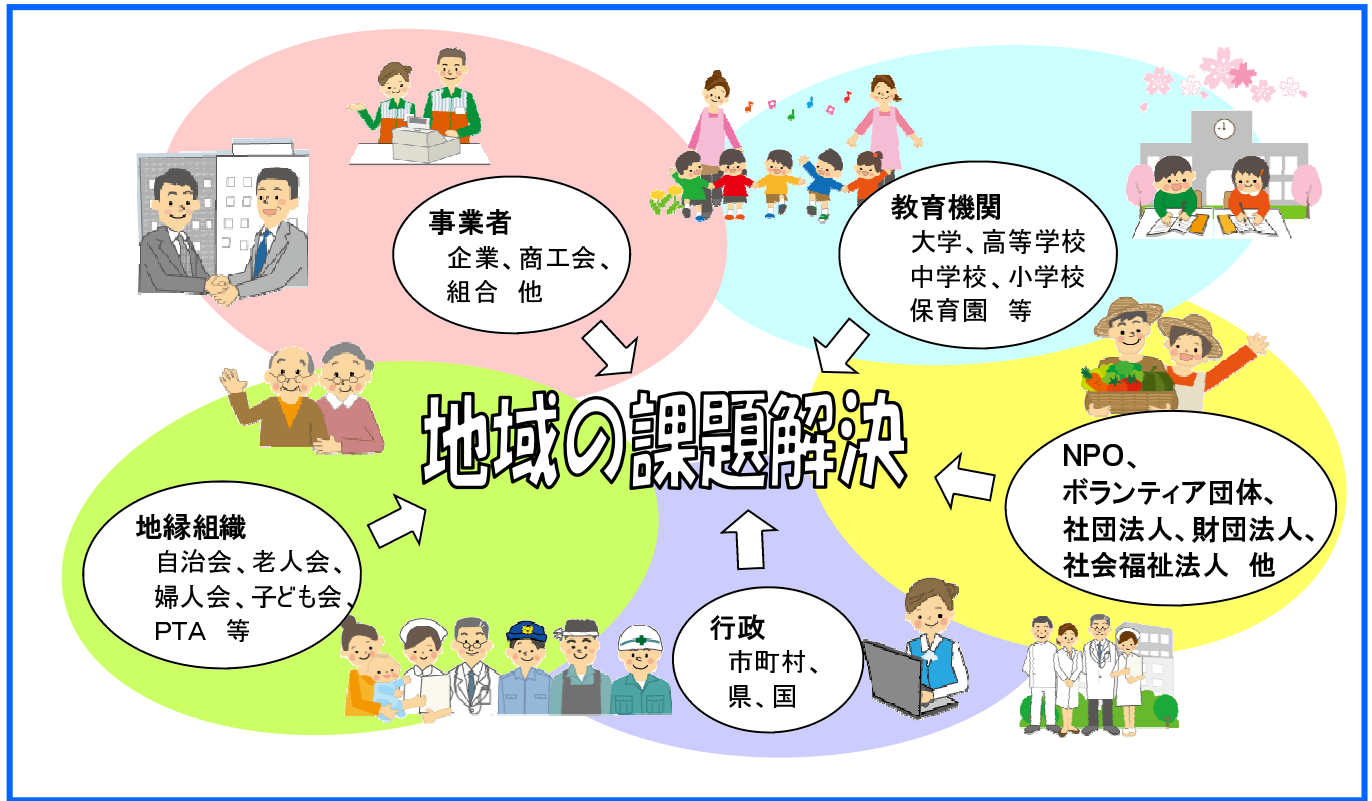 事業者
企業、商工会、
組合　他
教育機関
大学、高等学校
中学校、小学校
保育園　等
地域の課題解決
NPO、
ボランティア団体、
社団法人、財団法人、
社会福祉法人　他
地縁組織
自治会、老人会、
婦人会、子ども会、
PTA　等
行政
市町村、
県、国